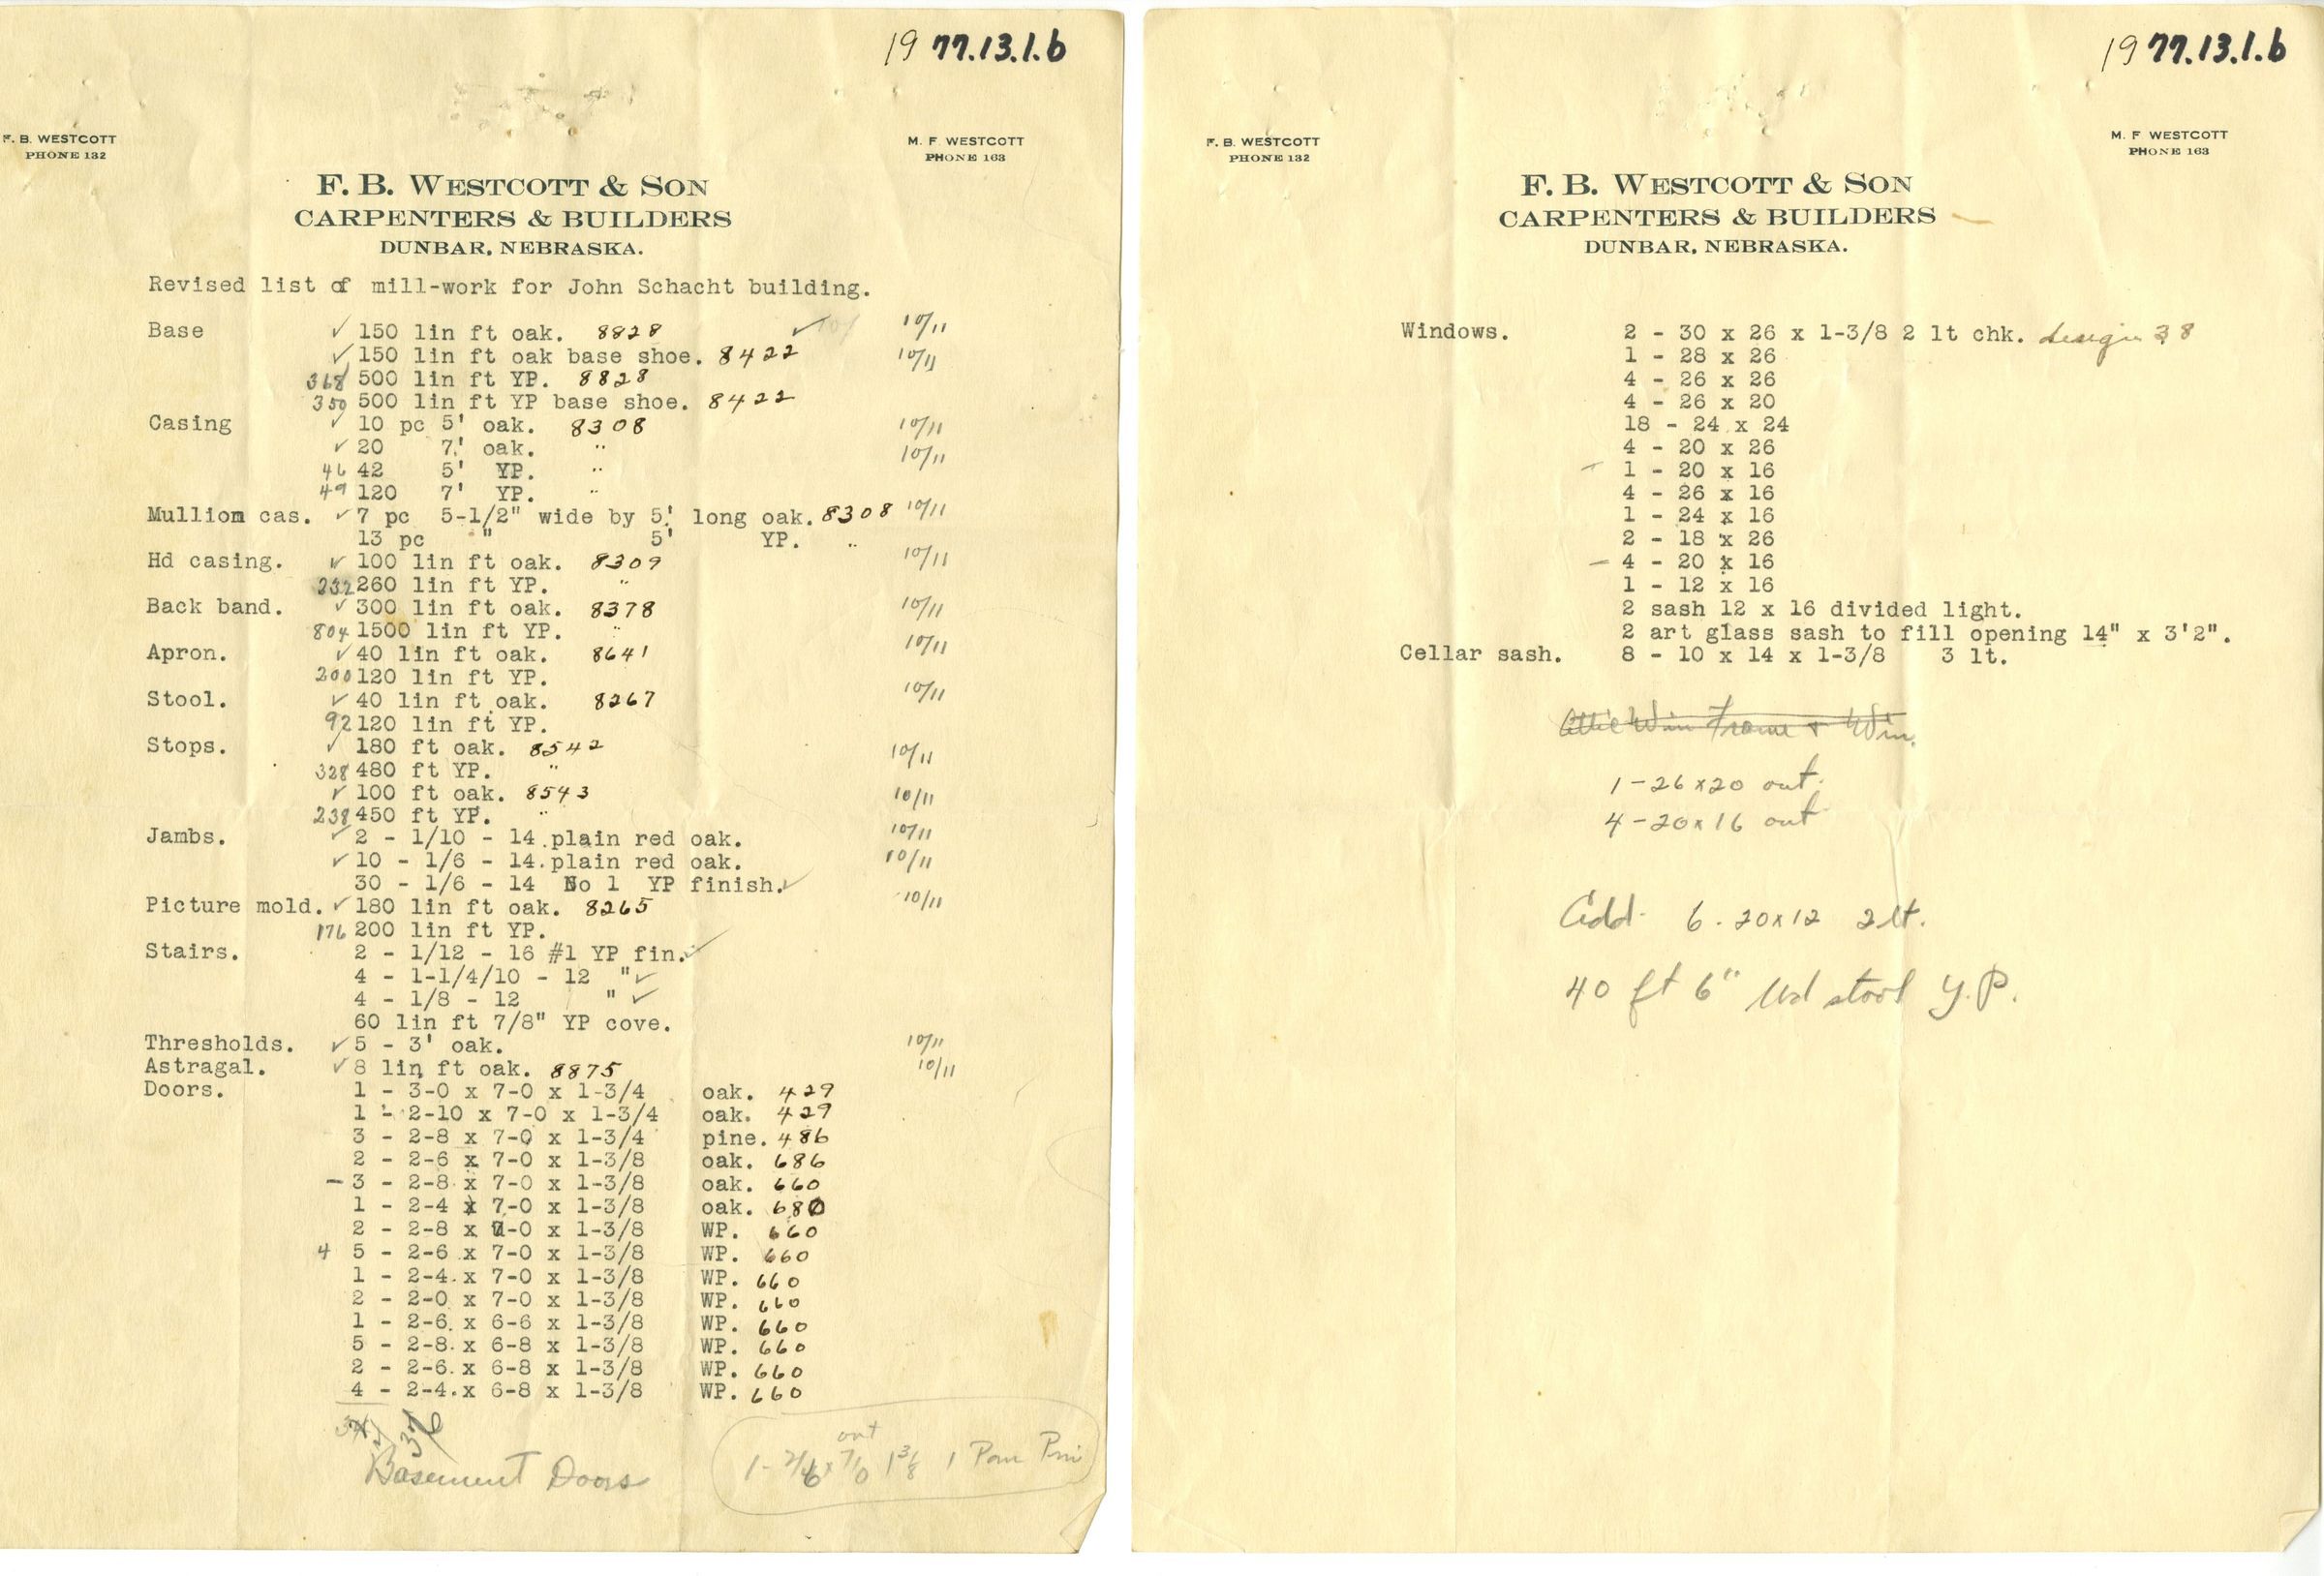 1977.13.1.b
F. B. WESTCOTT
PHONE 132
M. F WESTCOTT
PHONE 163
F. B. WESTCOTT & SON
CARPENTERS & BUILDERS
DUNBAR, NEBRASKA.
Revised list of mill-work for John Schacht building.
Base ✓ 150 lin ft oak. 8828 ✓ 10/11
✓ 150 lin ft oak base shoe. 8422 10/11
368 500 lin ft YP. 8828
350 500 lin ft YP base shoe. 8422
Casing ✓ 10 pc 5' oak. 8308 10/11
✓ 20 7' oak. " 10/11
46 42 5' YP. "
49 120 7' YP. "
Mulliom cas. ✓ 7 pc 5-1/2" wide by 5' long oak. 8308 10/11
13 pc " 5' YP. "
Hd casing. ✓ 100 lin ft oak. 8309 10/11
232 260 lin ft YP. "
Back band. ✓ 300 lin ft oak. 8378 10/11
804 1500 lin ft YP. "
Apron. ✓ 40 lin ft oak. 8641 10/11
200 120 lin ft YP.
Stool. ✓ 40 lin ft oak. 8267 10/11
92 120 lin ft YP.
Stops. ✓ 180 ft oak. 8542 10/11
328 480 ft YP. "
✓ 100 ft oak. 8543 10/11
238 450 ft YP. "
Jambs. ✓ 2 - 1/10 - 14 plain red oak. 10/11
✓ 10 - 1/6 - 14 plain red oak. 10/11
30 - 1/6 - 14 No 1 YP finish. ✓
Picture mold. ✓ 180 lin ft oak. 8265 10/11
176 200 lin ft YP.
Stairs. 2 - 1/12 - 16 #1 YP fin. ✓
4 - 1-1/4/10 - 12 " ✓
4 - 1/8 - 12 " ✓
60 lin ft 7/8" YP cove.
Thresholds. ✓ 5 - 3' oak. 10/11
Astragal. ✓ 8 lin ft oak. 8875 10/11
Doors. 1 - 3-0 x 7-0 x 1-3/4 oak. 429
1 - 2-10 x 7-0 x 1-3/4 oak. 429
3 - 2-8 x 7-0 x 1-3/4 pine. 486
2 - 2-6 x 7-0 x 1-3/8 oak. 686
- 3 - 2-8 x 7-0 x 1-3/8 oak. 660
1 - 2-4 x 7-0 x 1-3/8 oak. 680
2 - 2-8 x 7-0 x 1-3/8 WP. 660
4 5 - 2-6 x 7-0 x 1-3/8 WP. 660
1 - 2-4 x 7-0 x 1-3/8 WP. 660
2 - 2-0 x 7-0 x 1-3/8 WP. 660
1 - 2-6 x 6-6 x 1-3/8 WP. 660
5 - 2-8 x 6-8 x 1-3/8 WP. 660
2 - 2-6 x 6-8 x 1-3/8 WP. 660
4 - 2-4 x 6-8 x 1-3/8 WP. 660
Basement Doors
out
1 - 2/6 x 7/0 1 3/8 1 Pan
1977.13.1.b
F. B. WESTCOTT
PHONE 132
M. F WESTCOTT
PHONE 163
F. B. WESTCOTT & SON
CARPENTERS & BUILDERS
DUNBAR, NEBRASKA.
Windows. 2 - 30 x 26 x 1-3/8 2 lt chk. design 38
1 - 28 x 26
4 - 26 x 26
4 - 26 x 20
18 - 24 x 24
4 - 20 x 26
- 1 - 20 x 16
4 - 26 x 16
1 - 24 x 16
2 - 18 x 26
- 4 - 20 x 16
1 - 12 x 16
2 sash 12 x 16 divided light.
2 art glass sash to fill opening 14" x 3'2".
Cellar sash. 8 - 10 x 14 x 1-3/8 3 lt.
Attic Win Frame & Win.
1 - 26 x 20 out.
4 - 20 x 16 out
Add 6 - 20 x 12 2 lt.
40 ft 6" stool Y.P.